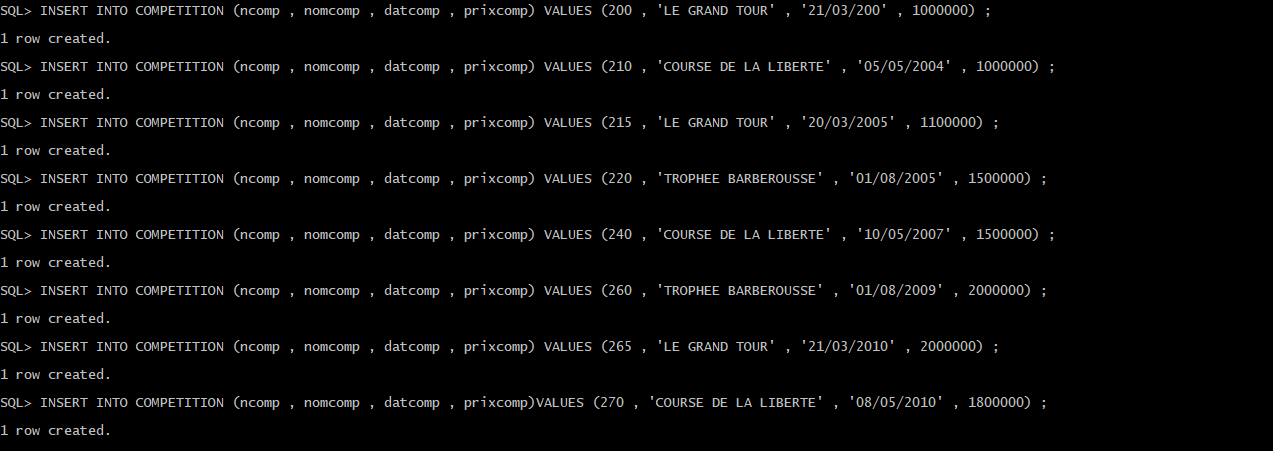 SQL> INSERT INTO COMPETITION (ncomp , nomcomp , datcomp , prixcomp) VALUES (200 , 'LE GRAND TOUR' , '21/03/200' , 1000000) ;
1 row created.
SQL> INSERT INTO COMPETITION (ncomp , nomcomp , datcomp , prixcomp) VALUES (210 , 'COURSE DE LA LIBERTE' , '05/05/2004' , 1000000) ;
1 row created.
SQL> INSERT INTO COMPETITION (ncomp , nomcomp , datcomp , prixcomp) VALUES (215 , 'LE GRAND TOUR' , '20/03/2005' , 1100000) ;
1 row created.
SQL> INSERT INTO COMPETITION (ncomp , nomcomp , datcomp , prixcomp) VALUES (220 , 'TROPHEE BARBEROUSSE' , '01/08/2005' , 1500000) ;
1 row created.
SQL> INSERT INTO COMPETITION (ncomp , nomcomp , datcomp , prixcomp) VALUES (240 , 'COURSE DE LA LIBERTE' , '10/05/2007' , 1500000) ;
1 row created.
SQL> INSERT INTO COMPETITION (ncomp , nomcomp , datcomp , prixcomp) VALUES (260 , 'TROPHEE BARBEROUSSE' , '01/08/2009' , 2000000) ;
1 row created.
SQL> INSERT INTO COMPETITION (ncomp , nomcomp , datcomp , prixcomp) VALUES (265 , 'LE GRAND TOUR' , '21/03/2010' , 2000000) ;
1 row created.
SQL> INSERT INTO COMPETITION (ncomp , nomcomp , datcomp , prixcomp)VALUES (270 , 'COURSE DE LA LIBERTE' , '08/05/2010' , 1800000) ;
1 row created.